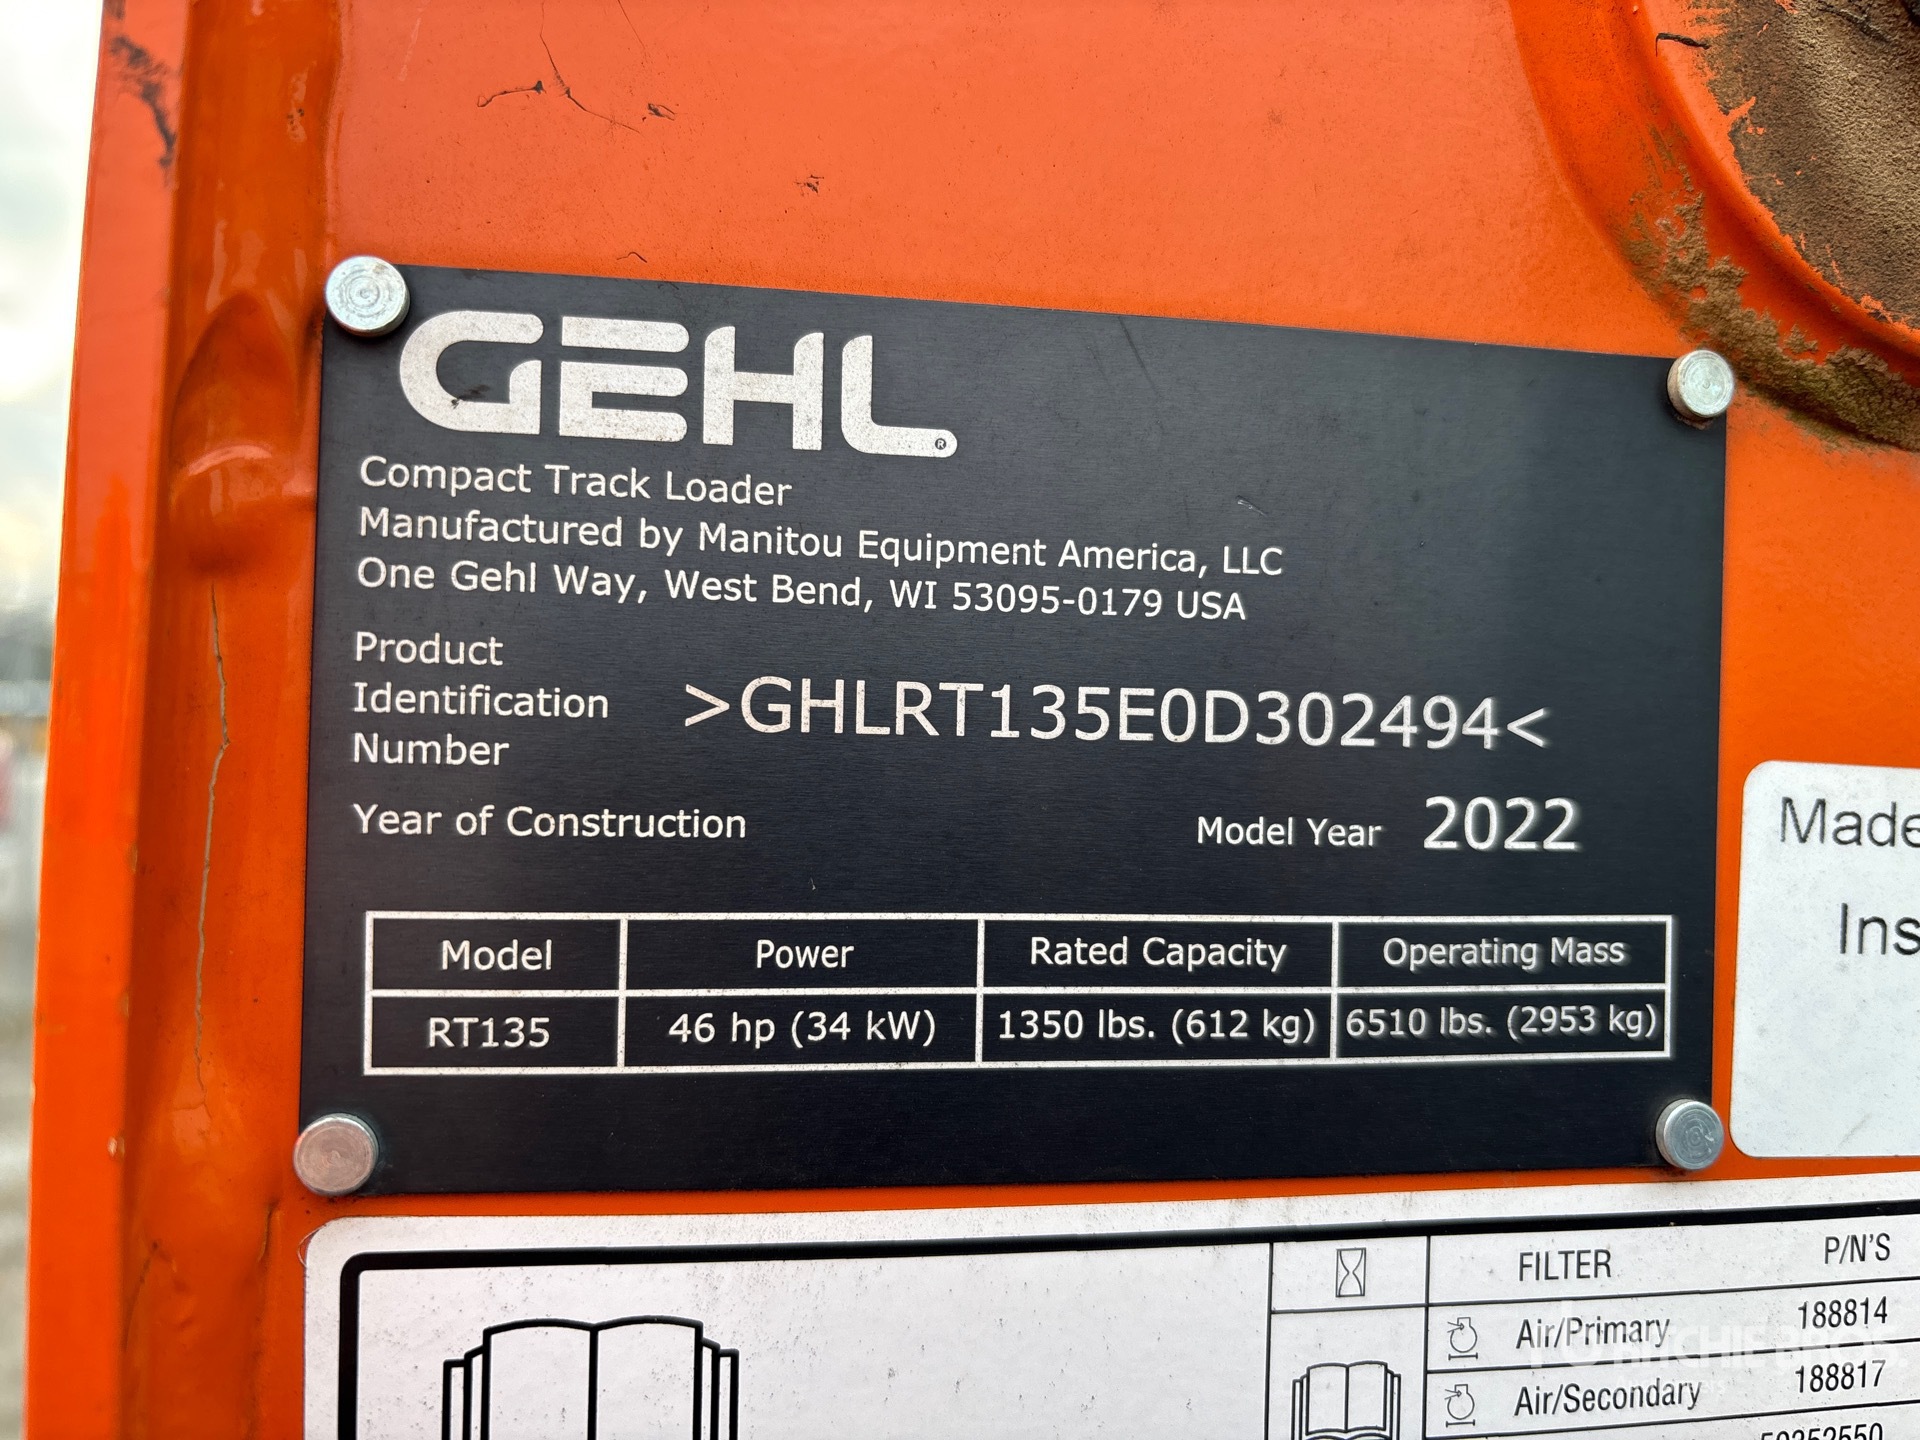 GEHL®
Compact Track Loader
Manufactured by Manitou Equipment America, LLC
One Gehl Way, West Bend, WI 53095-0179 USA
Product
Identification
Number
>GHLRT135E0D302494<
Year of Construction
Model Year 2022
Model Power Rated Capacity Operating Mass
RT135 46 hp (34 kW) 1350 lbs. (612 kg) 6510 lbs. (2953 kg)
Made
Ins
FILTER P/N'S
Air/Primary 188814
Air/Secondary 188817
RITCHIE BROS.